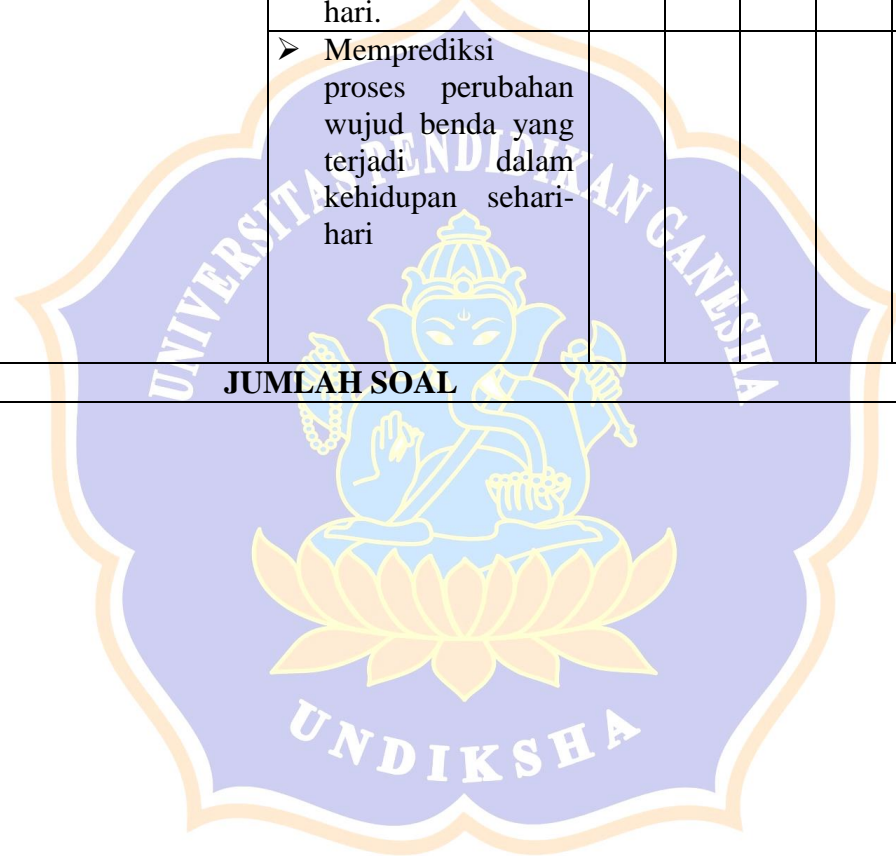 hari.
➢ Memprediksi
proses perubahan
wujud benda yang
terjadi dalam
kehidupan sehari-
hari
JUMLAH SOAL
UNIVERSITAS PENDIDIKAN GANESHA
UNDIKSHA